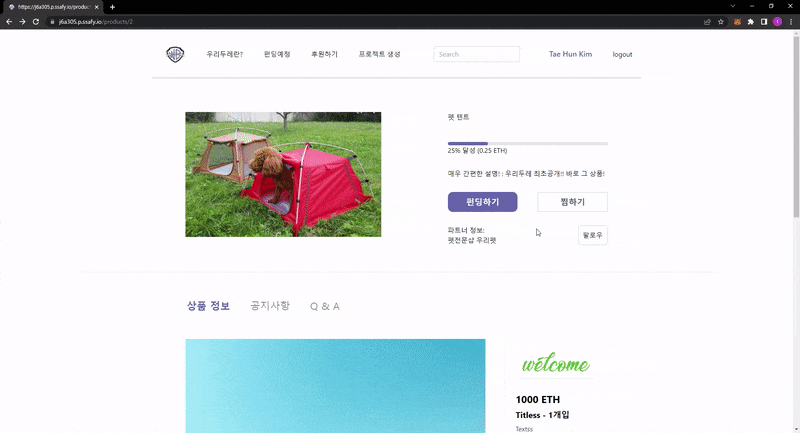 https://j6a305.p.ssafy.io/product
j6a305.p.ssafy.io/products/2
우리두레란?
펀딩예정
후원하기
프로젝트 생성
Search
Tae Hun Kim
logout
펫 텐트
25% 달성 (0.25 ETH)
매우 간편한 설명! : 우리두레 최초공개!! 바로 그 상품!
펀딩하기
찜하기
파트너 정보:
펫전문샵 우리펫
팔로우
상품 정보
공지사항
Q & A
welcome
1000 ETH
Titless - 1개입
Textss